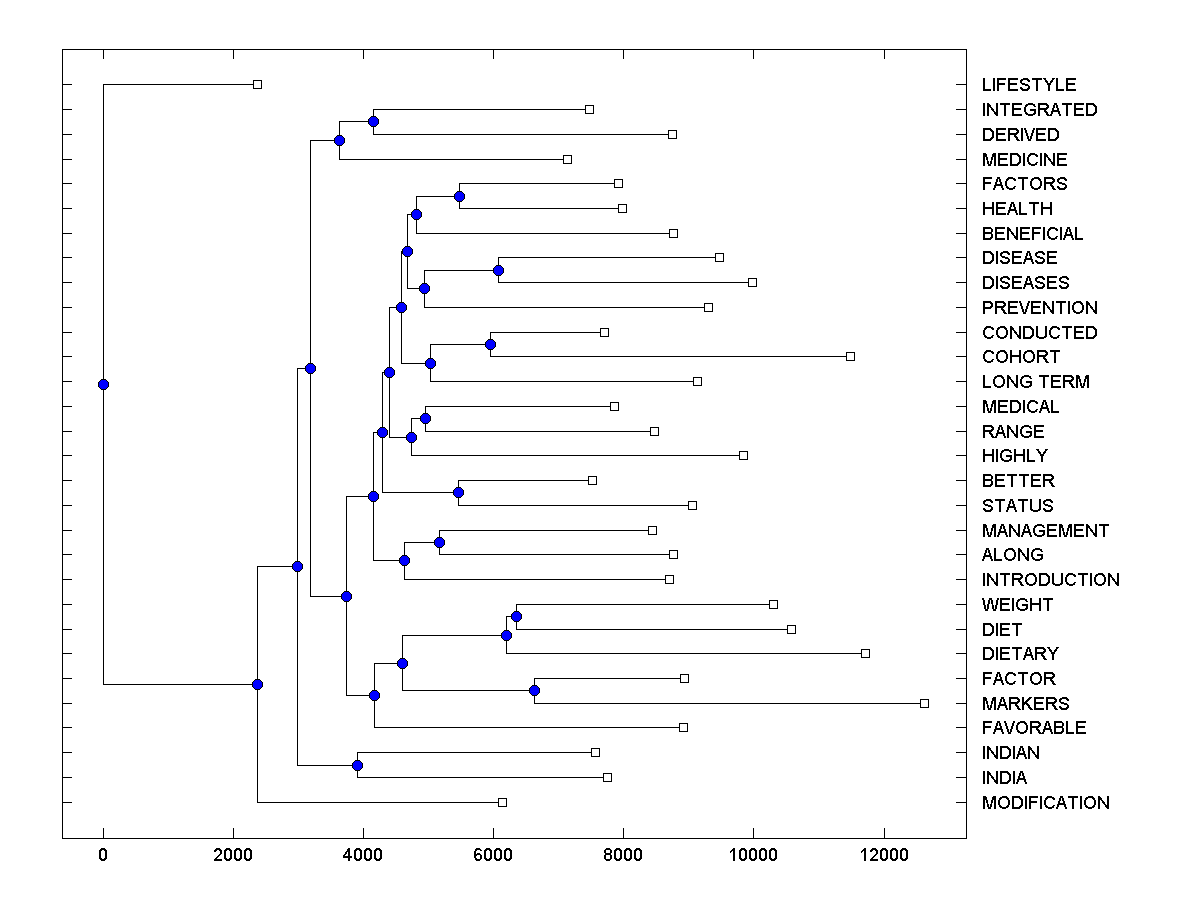 LIFESTYLE
INTEGRATED
DERIVED
MEDICINE
FACTORS
HEALTH
BENEFICIAL
DISEASE
DISEASES
PREVENTION
CONDUCTED
COHORT
LONG TERM
MEDICAL
RANGE
HIGHLY
BETTER
STATUS
MANAGEMENT
ALONG
INTRODUCTION
WEIGHT
DIET
DIETARY
FACTOR
MARKERS
FAVORABLE
INDIAN
INDIA
MODIFICATION
0 2000 4000 6000 8000 10000 12000